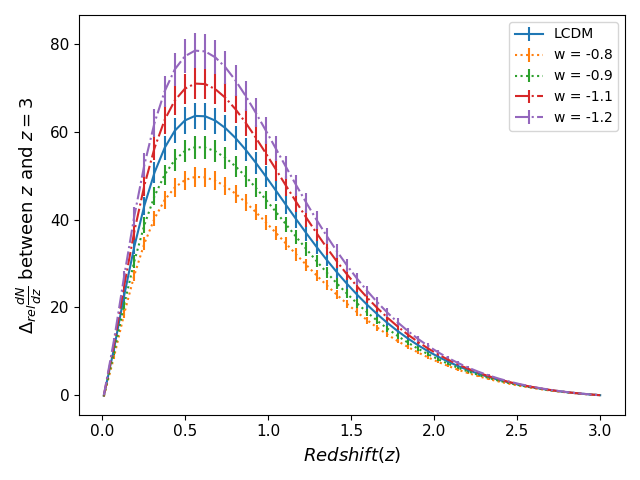 LCDM
w = -0.8
w = -0.9
w = -1.1
w = -1.2
80
60
40
20
0
Δ_rel dN/dz between z and z = 3
0.0 0.5 1.0 1.5 2.0 2.5 3.0
Redshift(z)